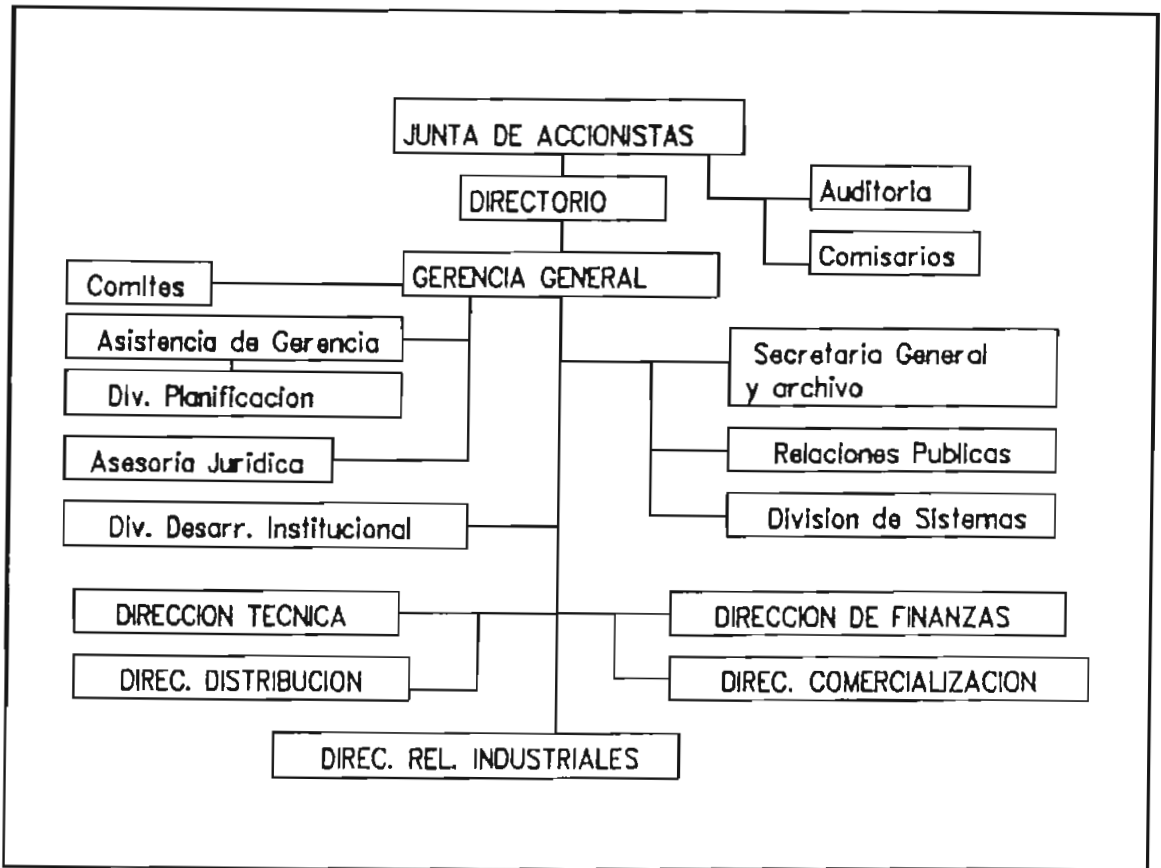 JUNTA DE ACCIONISTAS
DIRECTORIO
Auditoria
Comisarios
GERENCIA GENERAL
Comites
Asistencia de Gerencia
Div. Planificacion
Asesoria Juridica
Div. Desarr. Institucional
Secretaria General
y archivo
Relaciones Publicas
Division de Sistemas
DIRECCION TECNICA
DIRECCION DE FINANZAS
DIREC. DISTRIBUCION
DIREC. COMERCIALIZACION
DIREC. REL. INDUSTRIALES